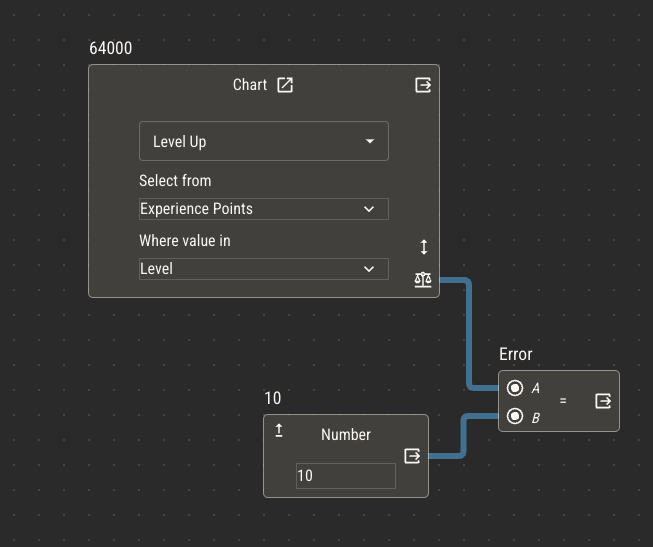 64000
Chart
Level Up
Select from
Experience Points
Where value in
Level
Error
A
=
B
10
Number
10